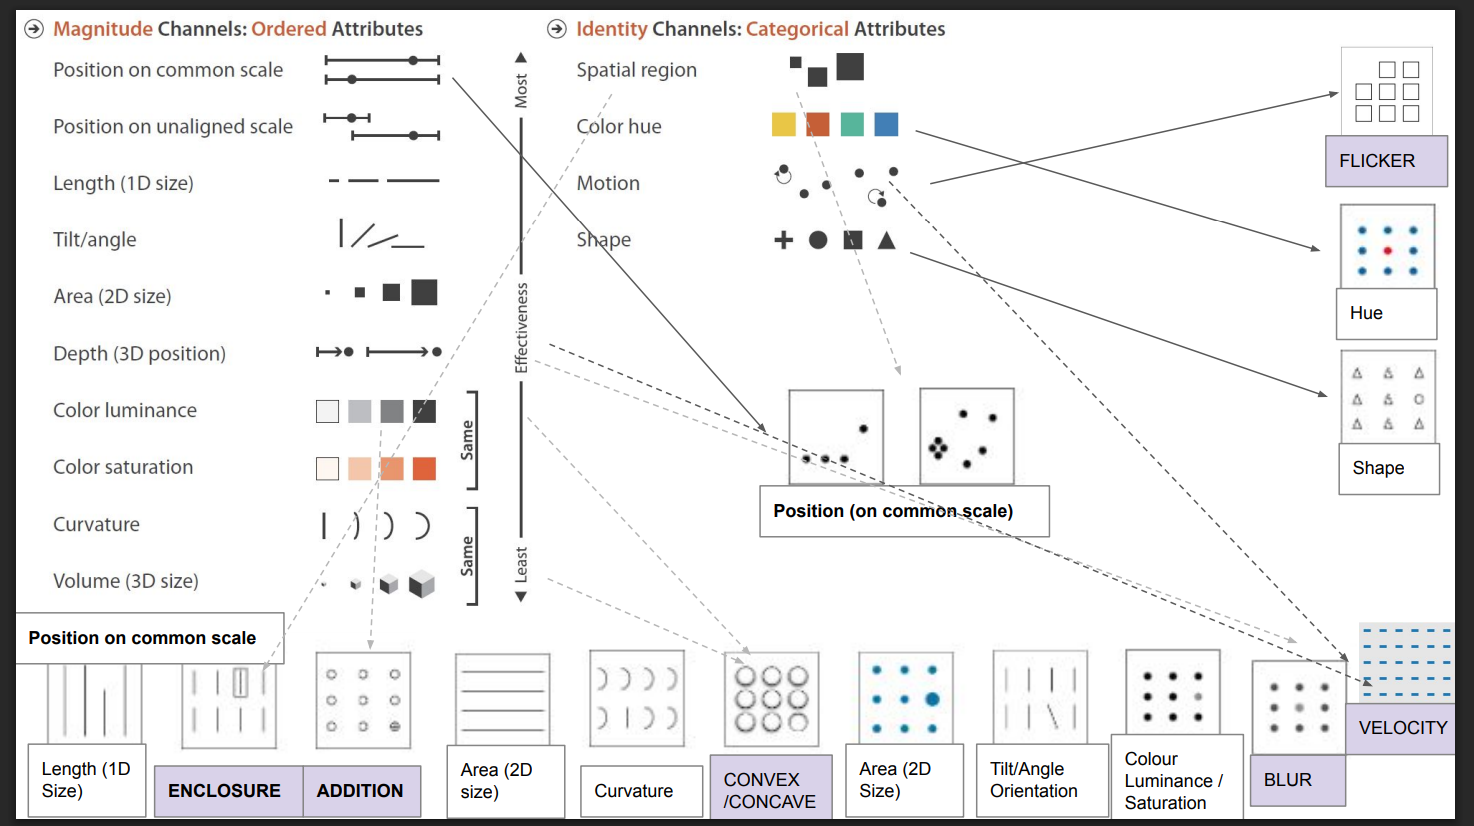 Magnitude Channels: Ordered Attributes
Position on common scale
Position on unaligned scale
Length (1D size)
Tilt/angle
Area (2D size)
Depth (3D position)
Color luminance
Color saturation
Curvature
Volume (3D size)
Same
Same
Most
Effectiveness
Least
Identity Channels: Categorical Attributes
Spatial region
Color hue
Motion
Shape
FLICKER
Hue
Shape
Position (on common scale)
Position on common scale
Length (1D
Size)
ENCLOSURE
ADDITION
Area (2D
size)
Curvature
CONVEX
/CONCAVE
Area (2D
Size)
Tilt/Angle
Orientation
Colour
Luminance /
Saturation
BLUR
VELOCITY